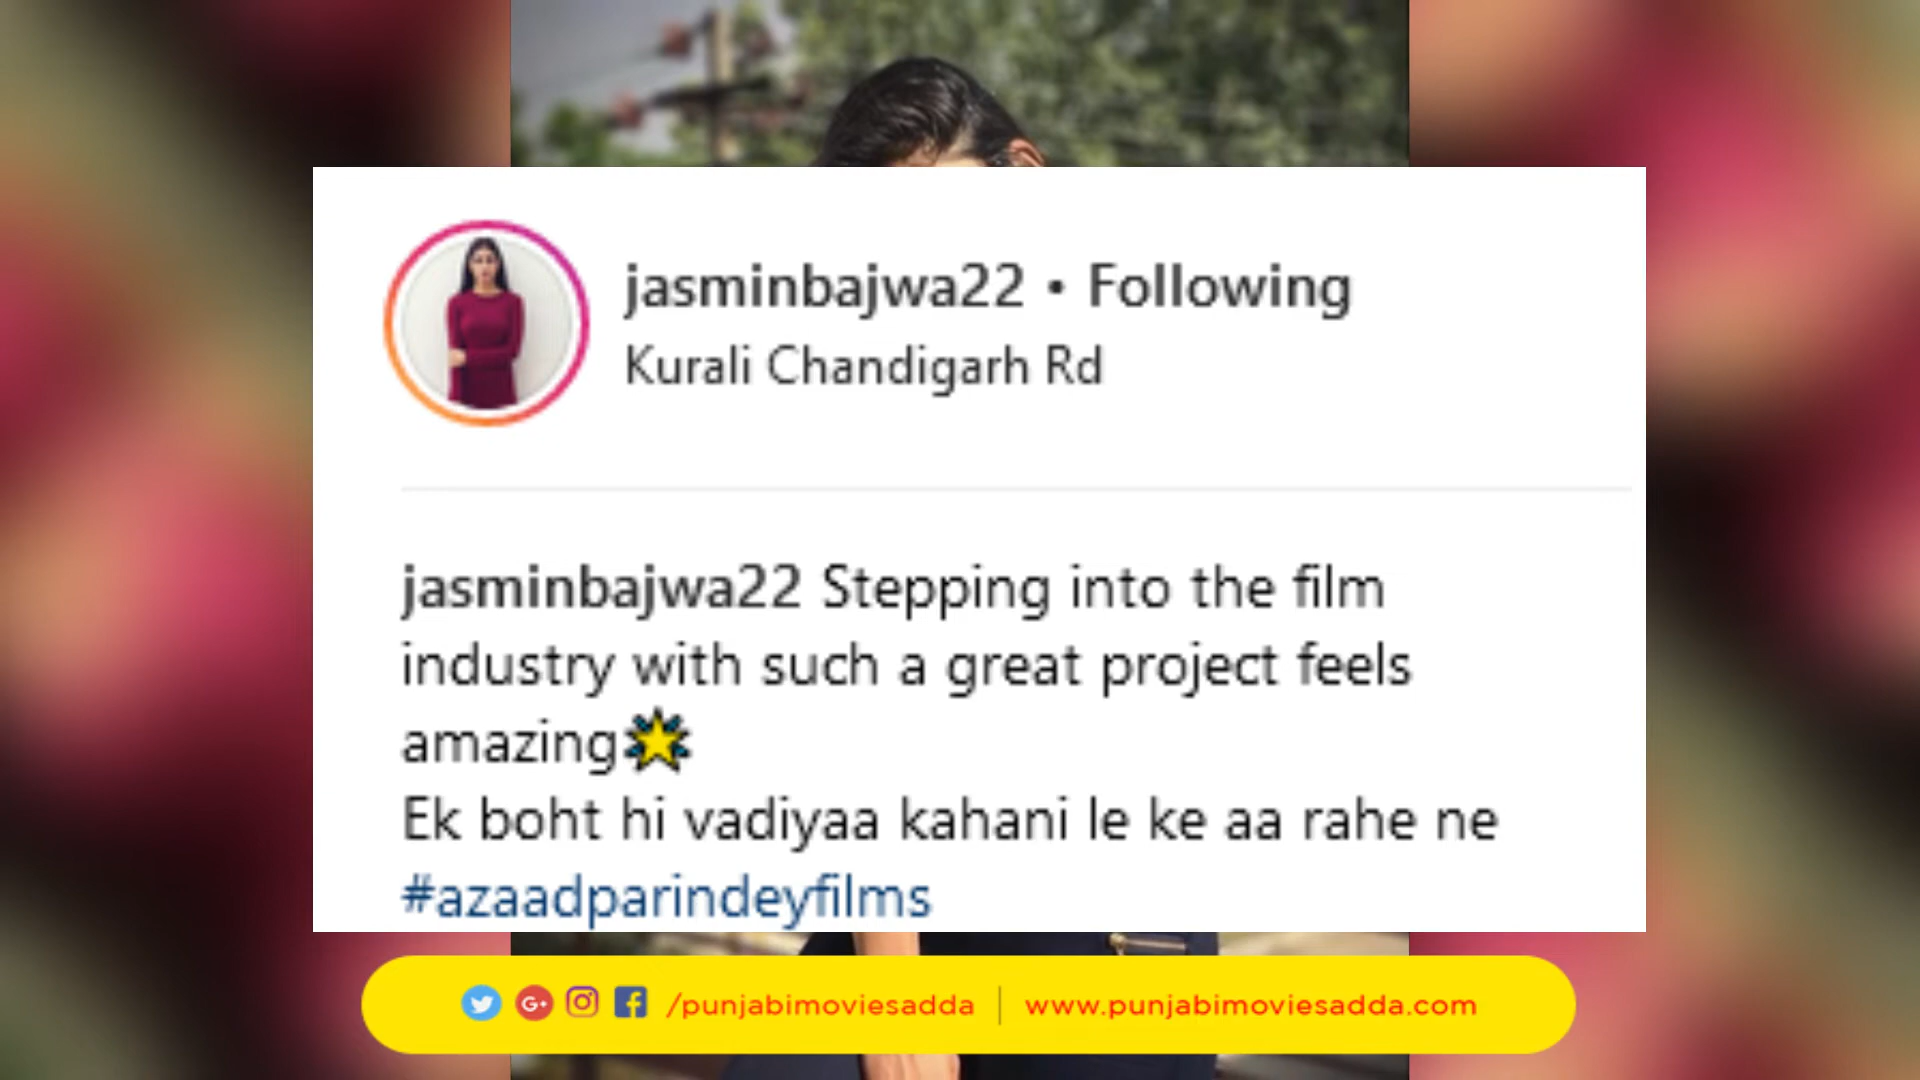 jasminbajwa22 • Following
Kurali Chandigarh Rd
jasminbajwa22 Stepping into the film
industry with such a great project feels
amazing🌟
Ek boht hi vadiyaa kahani le ke aa rahe ne
#azaadparindeyfilms
/punjabimoviesadda | www.punjabimoviesadda.com